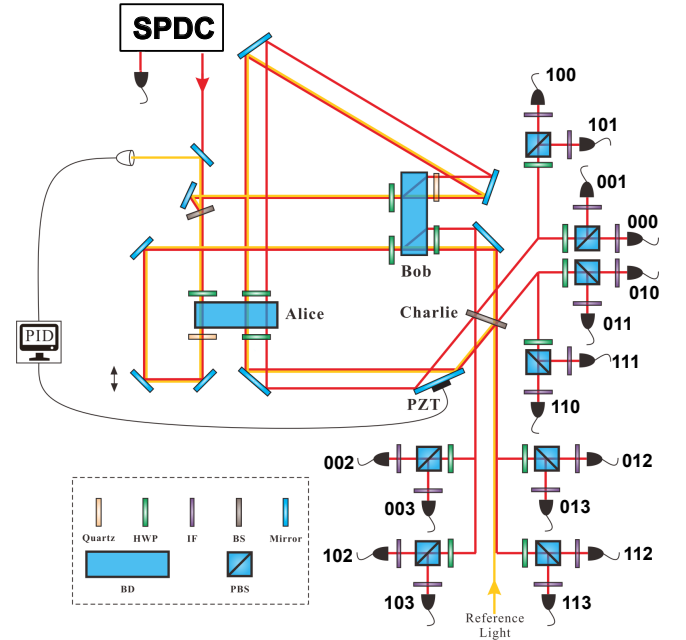 SPDC
100
101
001
000
Bob
010
Alice
Charlie
011
PID
111
PZT
110
002
012
003
013
Quartz HWP IF BS Mirror
102
112
BD PBS
103
113
Reference
Light